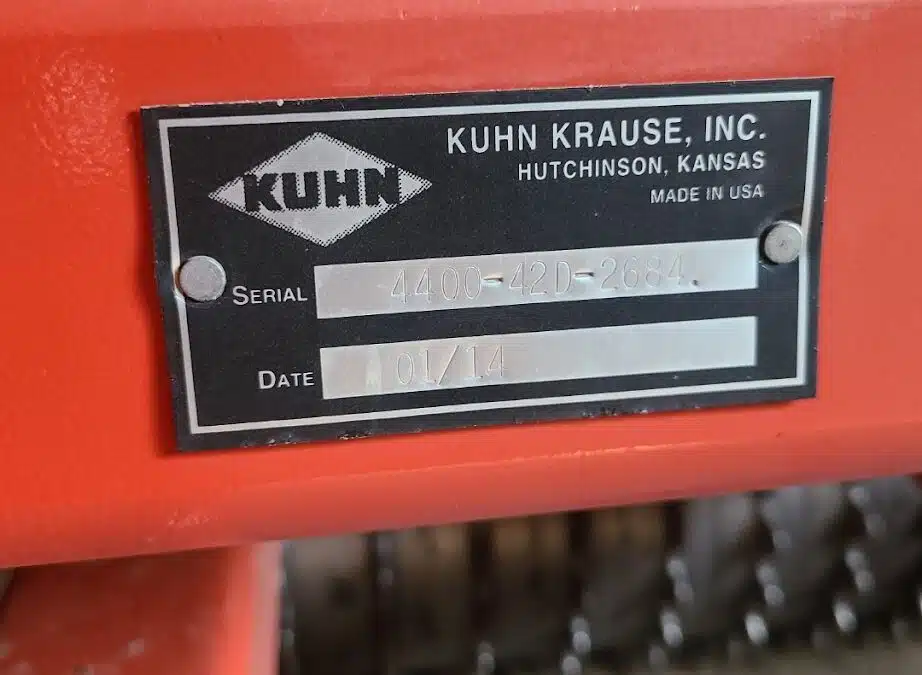 KUHN
KUHN KRAUSE, INC.
HUTCHINSON, KANSAS
MADE IN USA
SERIAL 4400-42D-2684
DATE 01/14